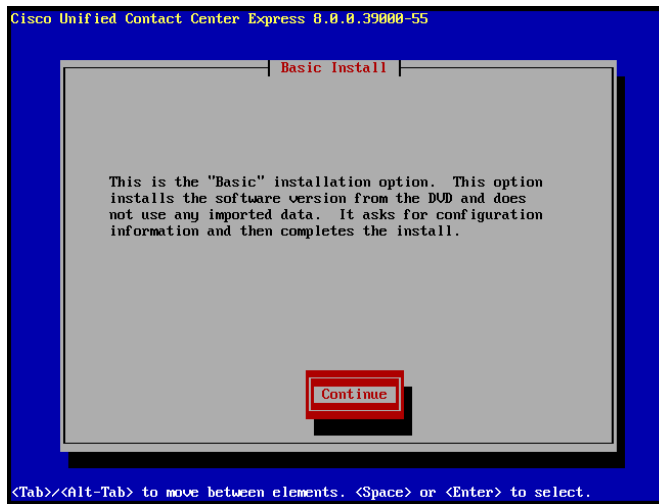 Cisco Unified Contact Center Express 8.0.0.39000-55
Basic Install
This is the "Basic" installation option.  This option
installs the software version from the DVD and does
not use any imported data.  It asks for configuration
information and then completes the install.
Continue
<Tab>/<Alt-Tab> to move between elements. <Space> or <Enter> to select.